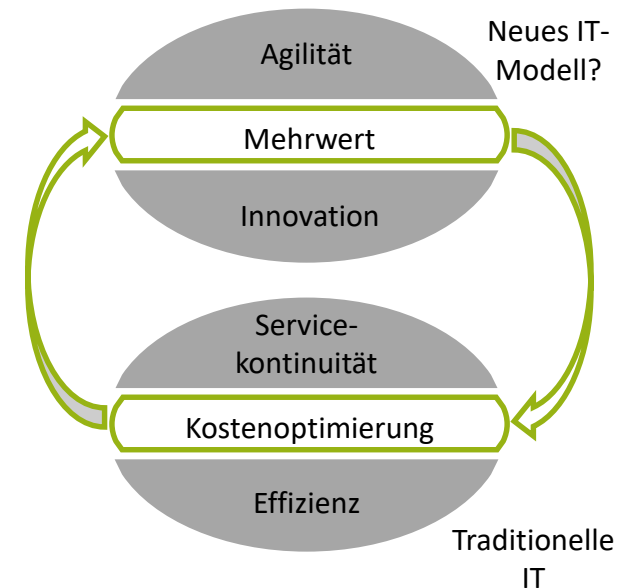 Agilität
Neues IT-
Modell?
Mehrwert
Innovation
Service-
kontinuität
Kostenoptimierung
Effizienz
Traditionelle
IT